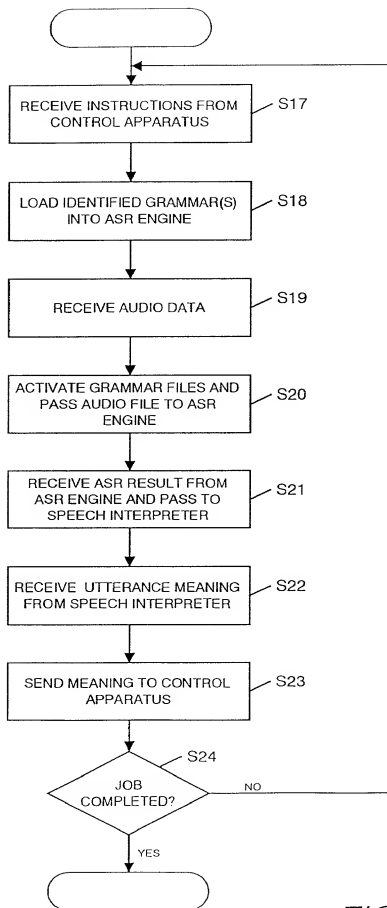 RECEIVE INSTRUCTIONS FROM
CONTROL APPARATUS
S17
LOAD IDENTIFIED GRAMMAR(S)
INTO ASR ENGINE
S18
RECEIVE AUDIO DATA
S19
ACTIVATE GRAMMAR FILES AND
PASS AUDIO FILE TO ASR
ENGINE
S20
RECEIVE ASR RESULT FROM
ASR ENGINE AND PASS TO
SPEECH INTERPRETER
S21
RECEIVE UTTERANCE MEANING
FROM SPEECH INTERPRETER
S22
SEND MEANING TO CONTROL
APPARATUS
S23
S24
JOB
COMPLETED?
NO
YES